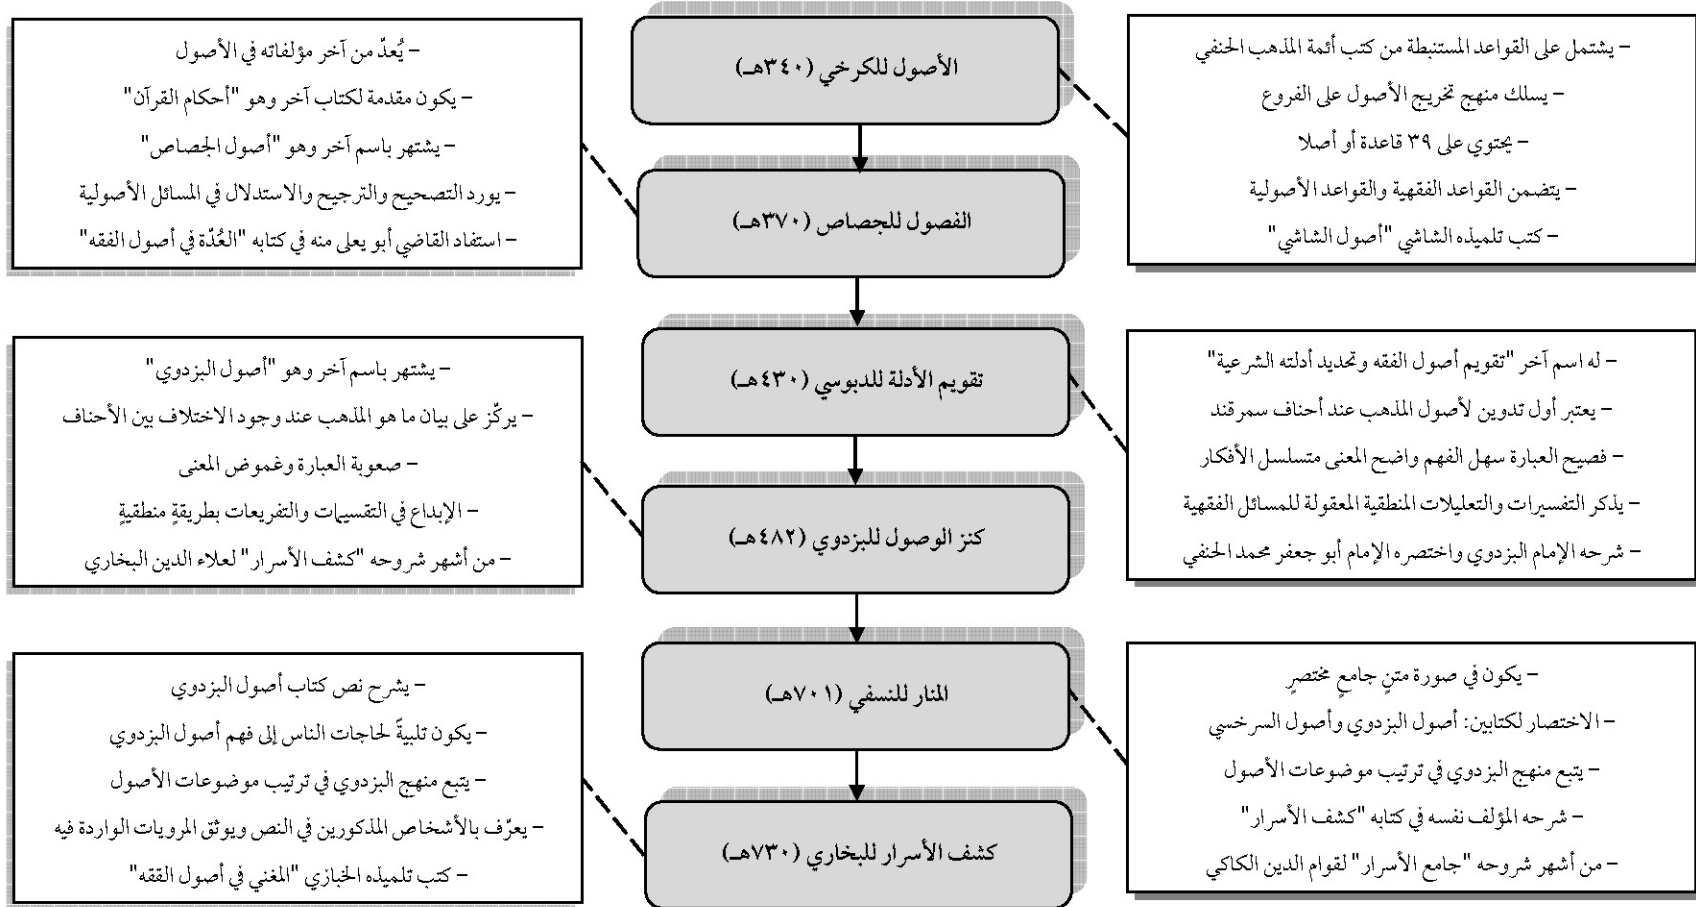 الأصول للكرخي (٣٤٠هـ)
– يشتمل على القواعد المستنبطة من كتب أئمة المذهب الحنفي
– يسلك منهج تخريج الأصول على الفروع
– يحتوي على ٣٩ قاعدة أو أصلا
– يتضمن القواعد الفقهية والقواعد الأصولية
– كتب تلميذه الشاشي "أصول الشاشي"
الفصول للجصاص (٣٧٠هـ)
– يُعدّ من آخر مؤلفاته في الأصول
– يكون مقدمة لكتاب آخر وهو "أحكام القرآن"
– يشتهر باسم آخر وهو "أصول الجصاص"
– يورد التصحيح والترجيح والاستدلال في المسائل الأصولية
– استفاد القاضي أبو يعلى منه في كتابه "العُدّة في أصول الفقه"
تقويم الأدلة للدبوسي (٤٣٠هـ)
– له اسم آخر "تقويم أصول الفقه وتحديد أدلته الشرعية"
– يعتبر أول تدوين لأصول المذهب عند أحناف سمرقند
– فصيح العبارة سهل الفهم واضح المعنى متسلسل الأفكار
– يذكر التفسيرات والتعليلات المنطقية المعقولة للمسائل الفقهية
– شرحه الإمام البزدوي واختصره الإمام أبو جعفر محمد الحنفي
كنز الوصول للبزدوي (٤٨٢هـ)
– يشتهر باسم آخر وهو "أصول البزدوي"
– يركّز على بيان ما هو المذهب عند وجود الاختلاف بين الأحناف
– صعوبة العبارة وغموض المعنى
– الإبداع في التقسيمات والتفريعات بطريقةٍ منطقيةٍ
– من أشهر شروحه "كشف الأسرار" لعلاء الدين البخاري
المنار للنسفي (٧٠١هـ)
– يكون في صورة متنٍ جامعٍ مختصرٍ
– الاختصار لكتابين: أصول البزدوي وأصول السرخسي
– يتبع منهج البزدوي في ترتيب موضوعات الأصول
– شرحه المؤلف نفسه في كتابه "كشف الأسرار"
– من أشهر شروحه "جامع الأسرار" لقوام الدين الكاكي
كشف الأسرار للبخاري (٧٣٠هـ)
– يشرح نص كتاب أصول البزدوي
– يكون تلبيةً لحاجات الناس إلى فهم أصول البزدوي
– يتبع منهج البزدوي في ترتيب موضوعات الأصول
– يعرّف بالأشخاص المذكورين في النص ويوثق المرويات الواردة فيه
– كتب تلميذه الخبازي "المغني في أصول الفقه"